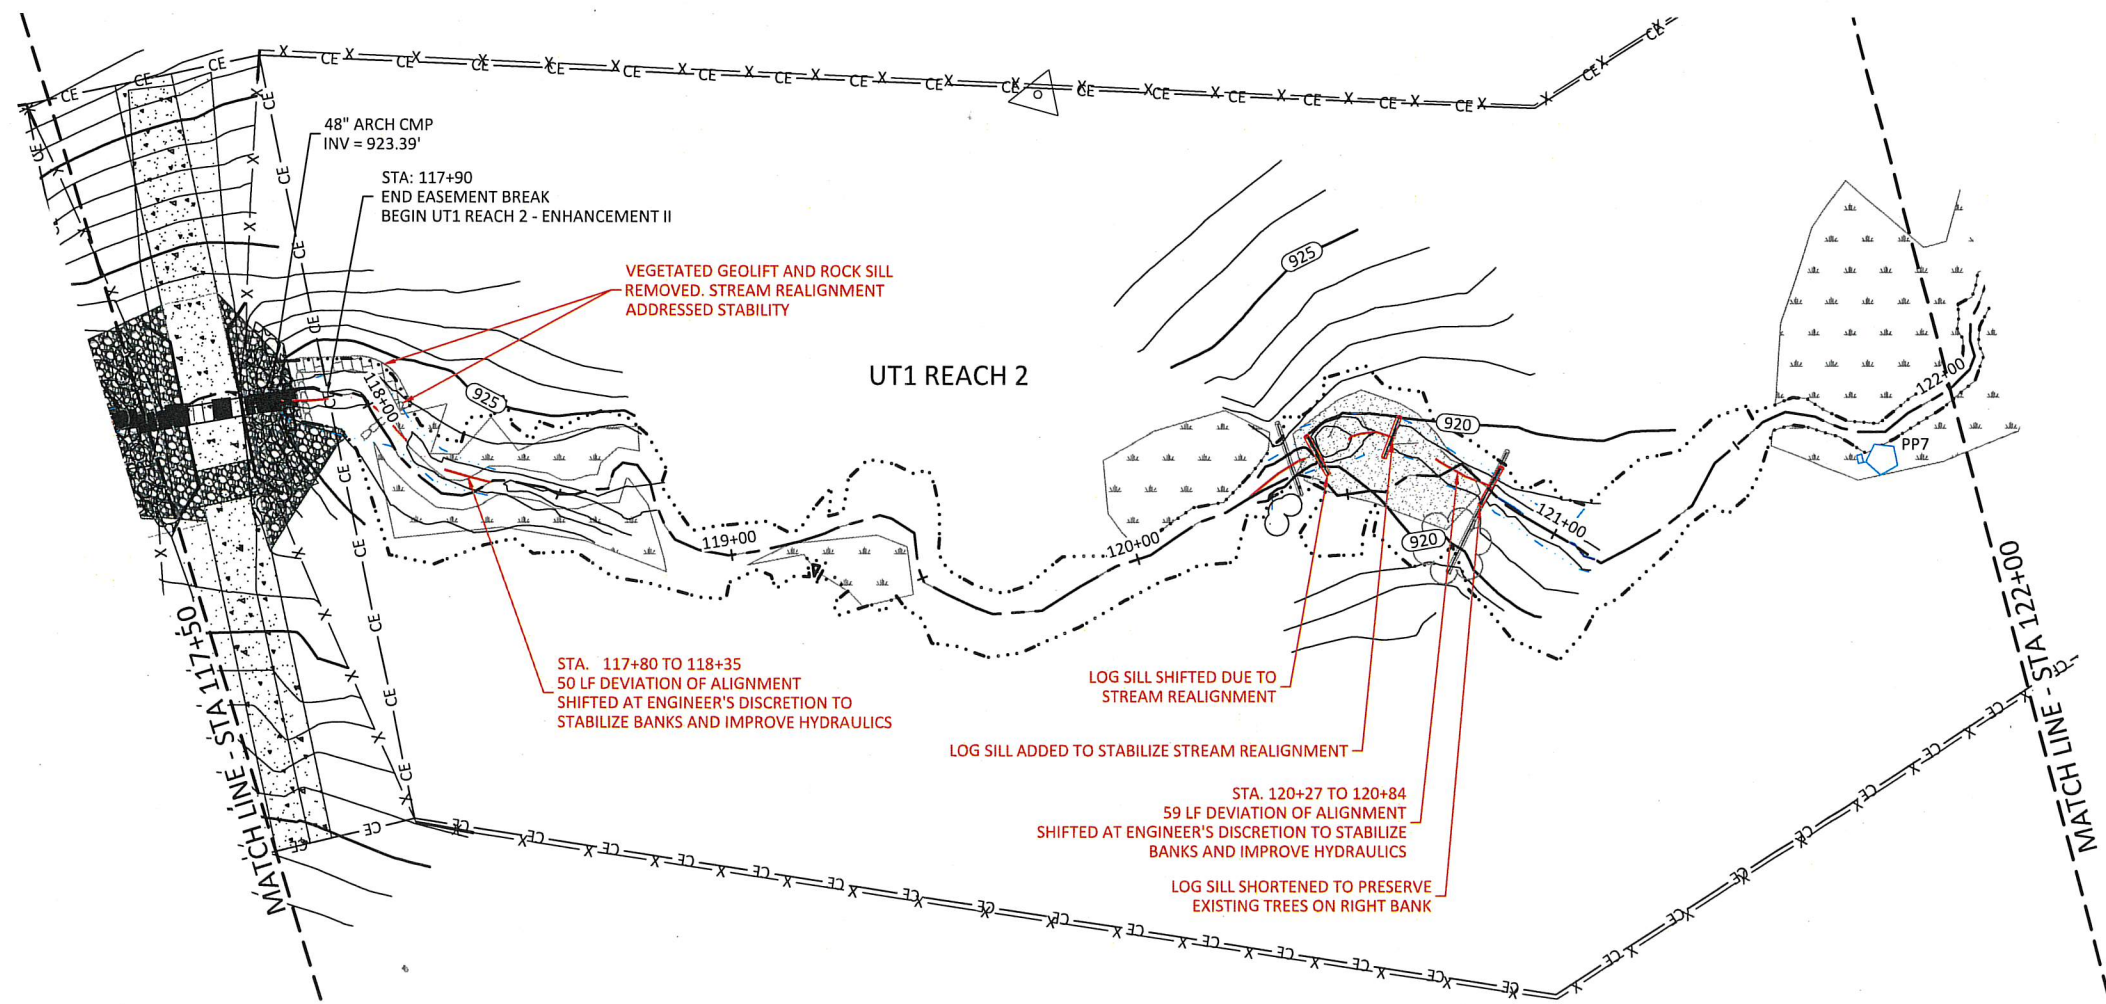 48" ARCH CMP
INV = 923.39'
STA: 117+90
END EASEMENT BREAK
BEGIN UT1 REACH 2 - ENHANCEMENT II
VEGETATED GEOLIFT AND ROCK SILL
REMOVED. STREAM REALIGNMENT
ADDRESSED STABILITY
UT1 REACH 2
925
925
920
920
118+00
119+00
120+00
121+00
122+00
PP7
STA. 117+80 TO 118+35
50 LF DEVIATION OF ALIGNMENT
SHIFTED AT ENGINEER'S DISCRETION TO
STABILIZE BANKS AND IMPROVE HYDRAULICS
LOG SILL SHIFTED DUE TO
STREAM REALIGNMENT
LOG SILL ADDED TO STABILIZE STREAM REALIGNMENT
STA. 120+27 TO 120+84
59 LF DEVIATION OF ALIGNMENT
SHIFTED AT ENGINEER'S DISCRETION TO STABILIZE
BANKS AND IMPROVE HYDRAULICS
LOG SILL SHORTENED TO PRESERVE
EXISTING TREES ON RIGHT BANK
MATCH LINE - STA 117+50
MATCH LINE - STA 122+00